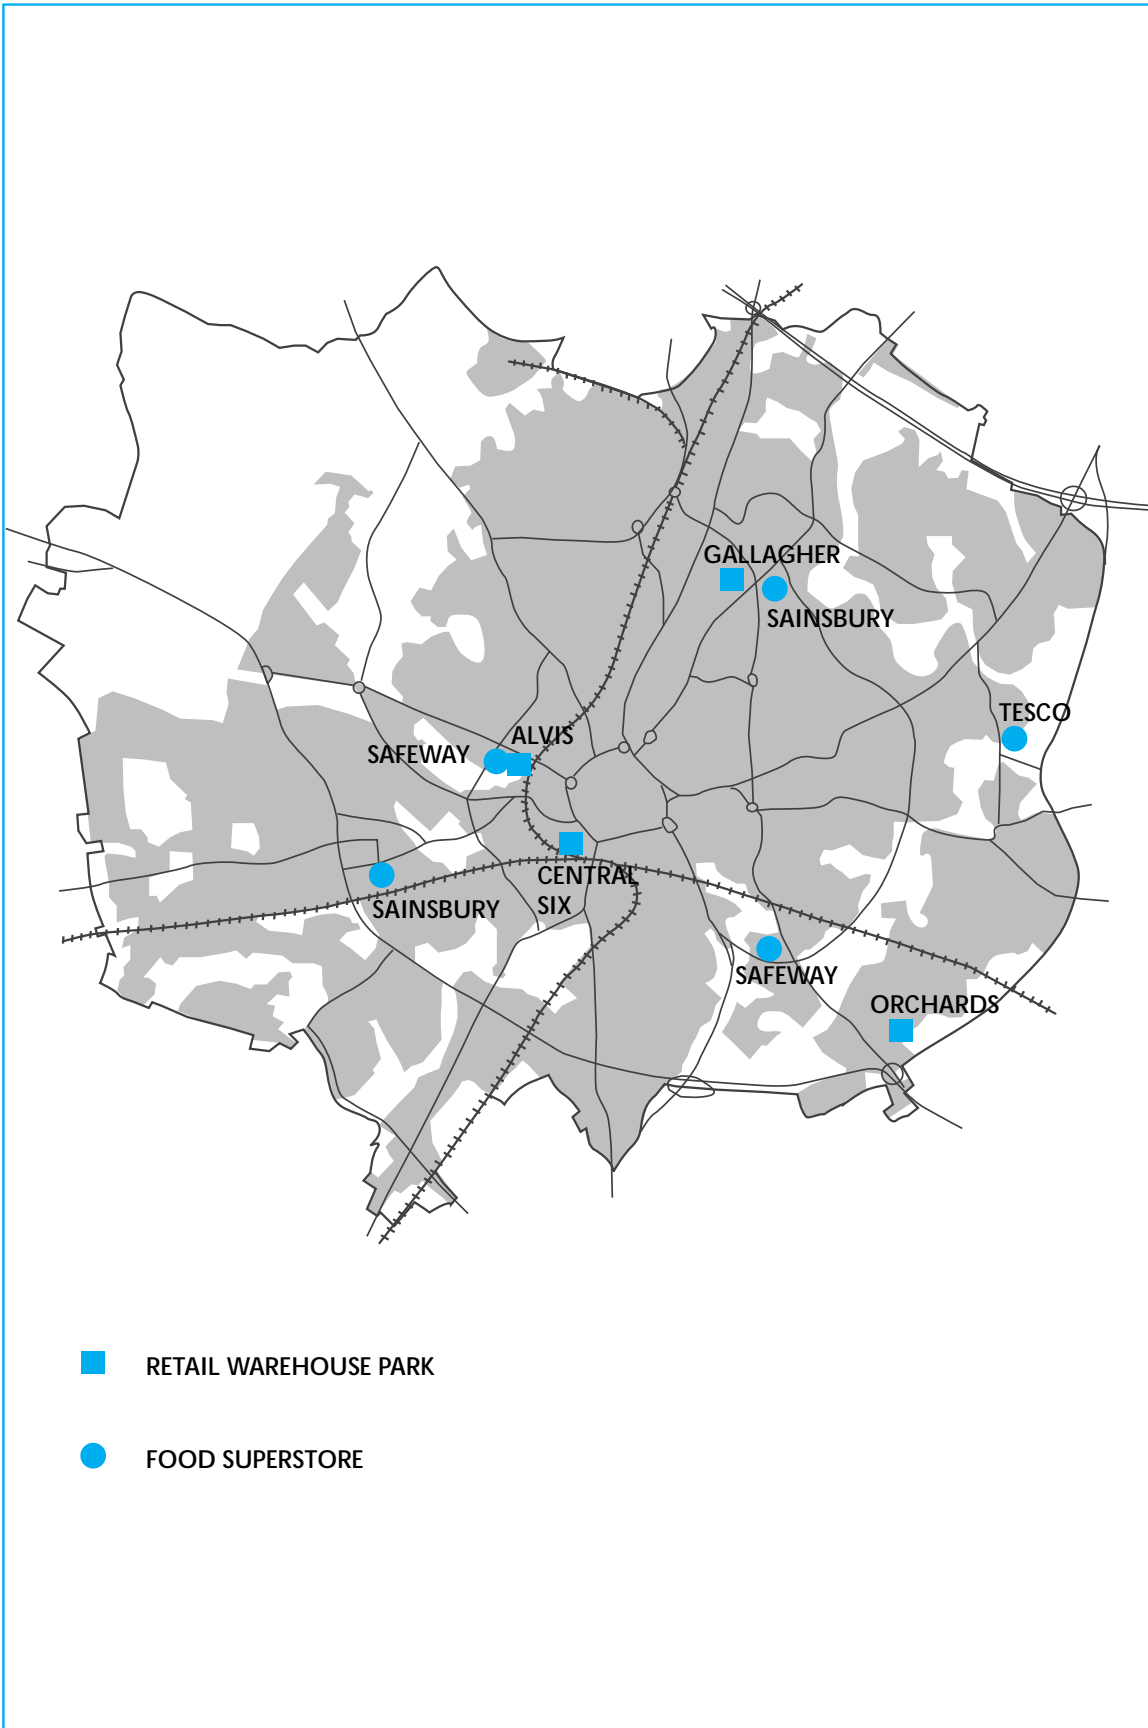 GALLAGHER
SAINSBURY
TESCO
ALVIS
SAFEWAY
CENTRAL
SIX
SAINSBURY
SAFEWAY
ORCHARDS
RETAIL WAREHOUSE PARK
FOOD SUPERSTORE